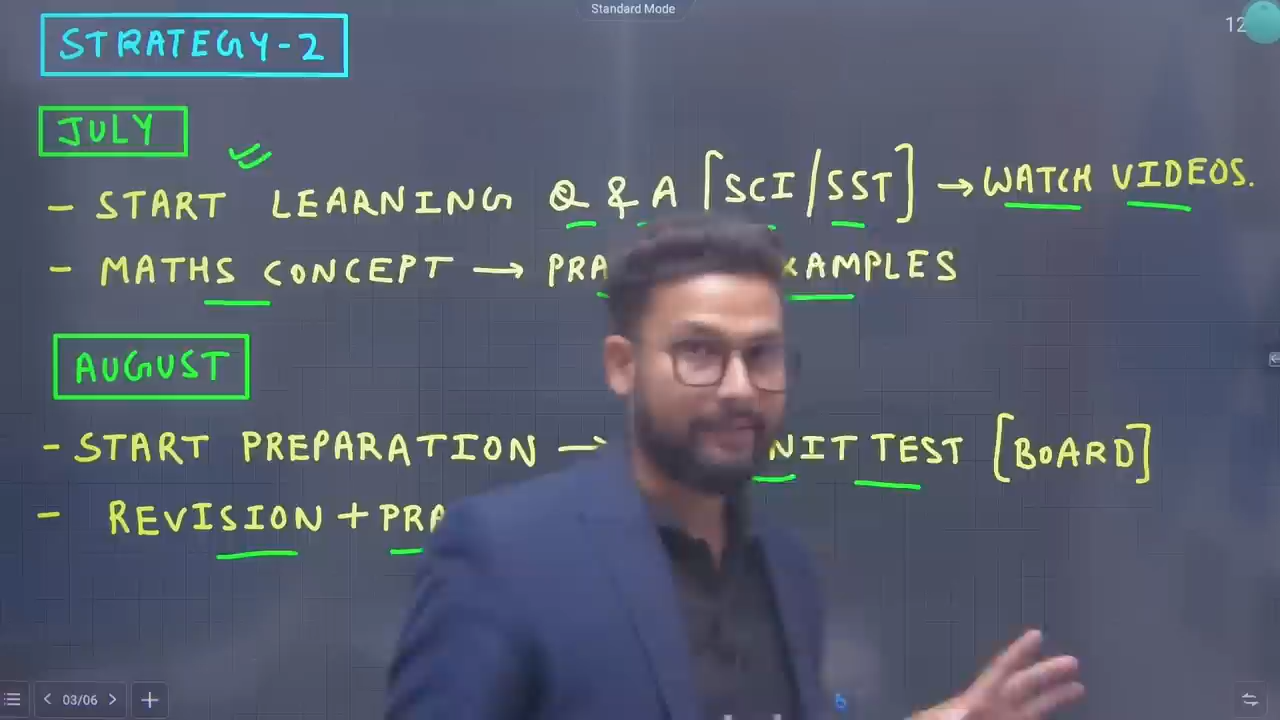 Standard Mode
12
STRATEGY-2
JULY
- START LEARNING Q & A [SCI/SST] → WATCH VIDEOS.
- MATHS CONCEPT → PRA XAMPLES
AUGUST
- START PREPARATION → NIT TEST [BOARD]
- REVISION + PRA
03/06